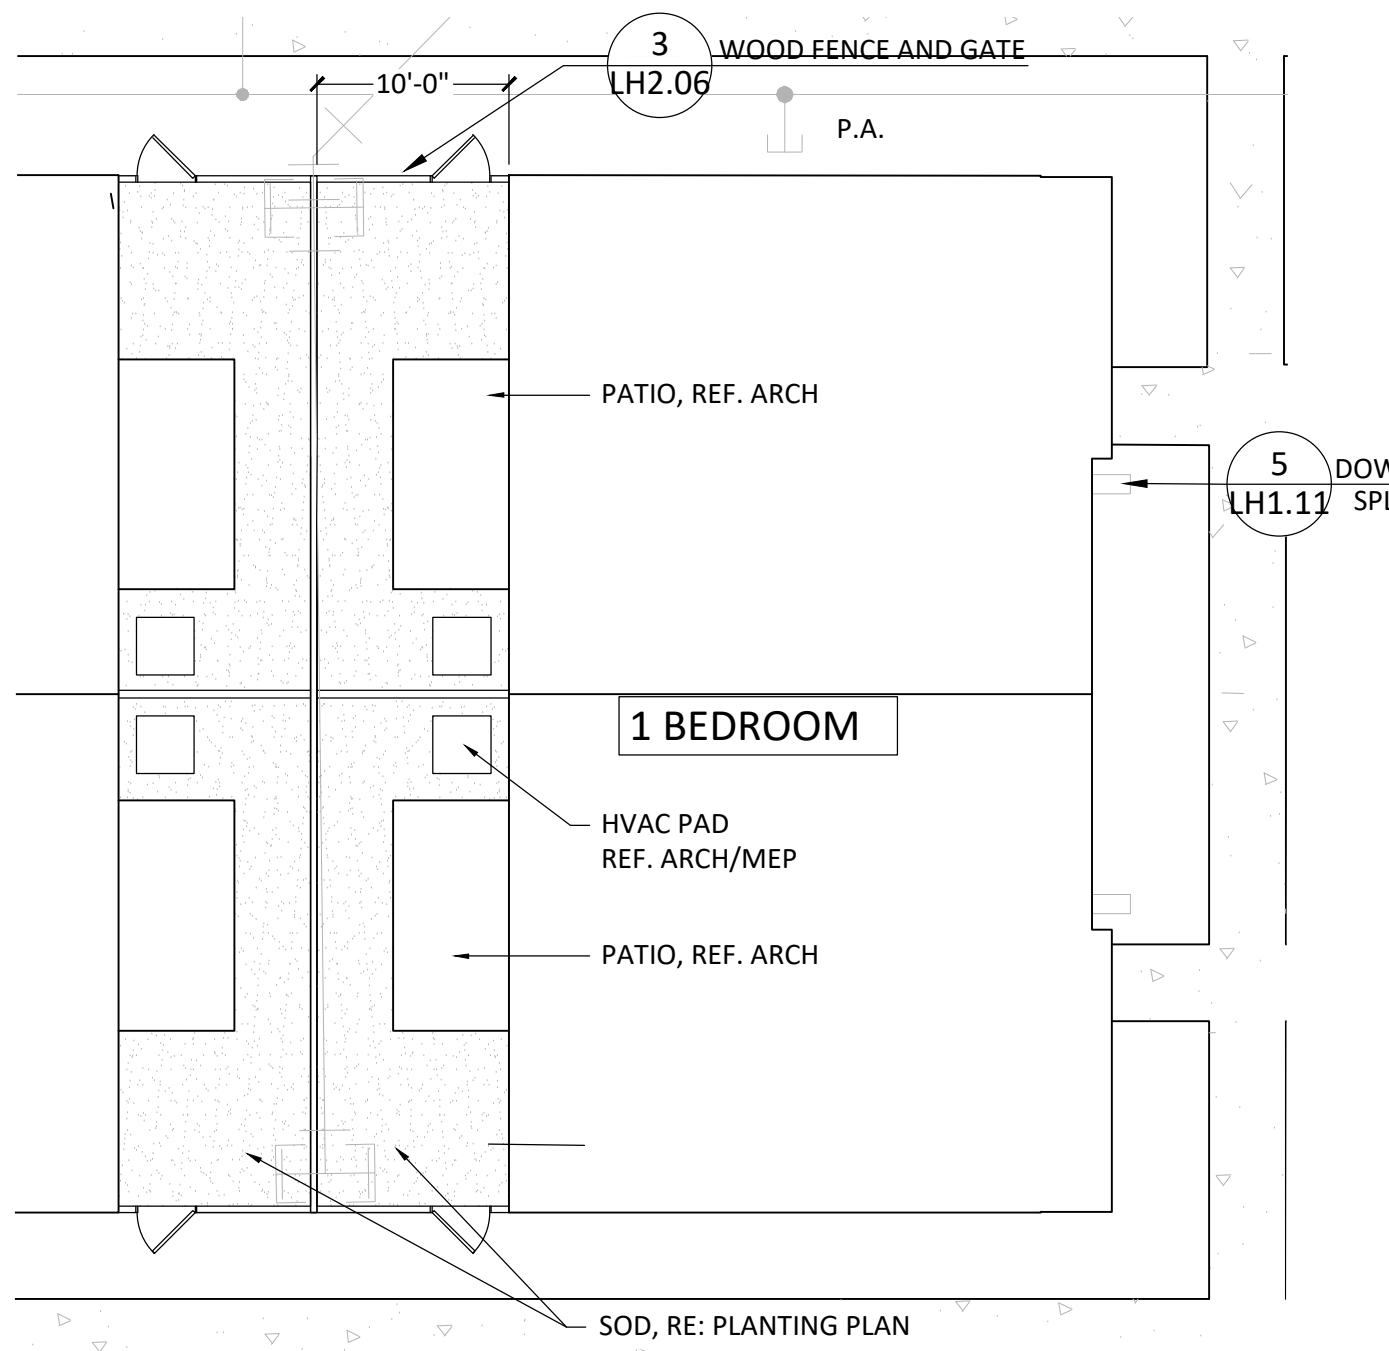 3
LH2.06
WOOD FENCE AND GATE
10'-0"
P.A.
PATIO, REF. ARCH
5
LH1.11
1 BEDROOM
HVAC PAD
REF. ARCH/MEP
PATIO, REF. ARCH
SOD, RE: PLANTING PLAN